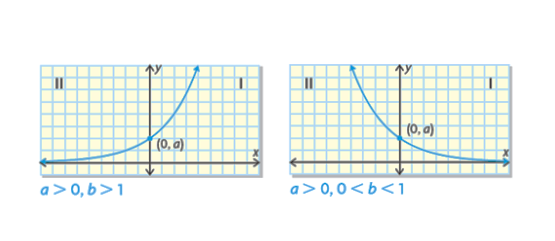 y
II
I
(0, a)
x
a > 0, b > 1
y
II
I
(0, a)
x
a > 0, 0 < b < 1